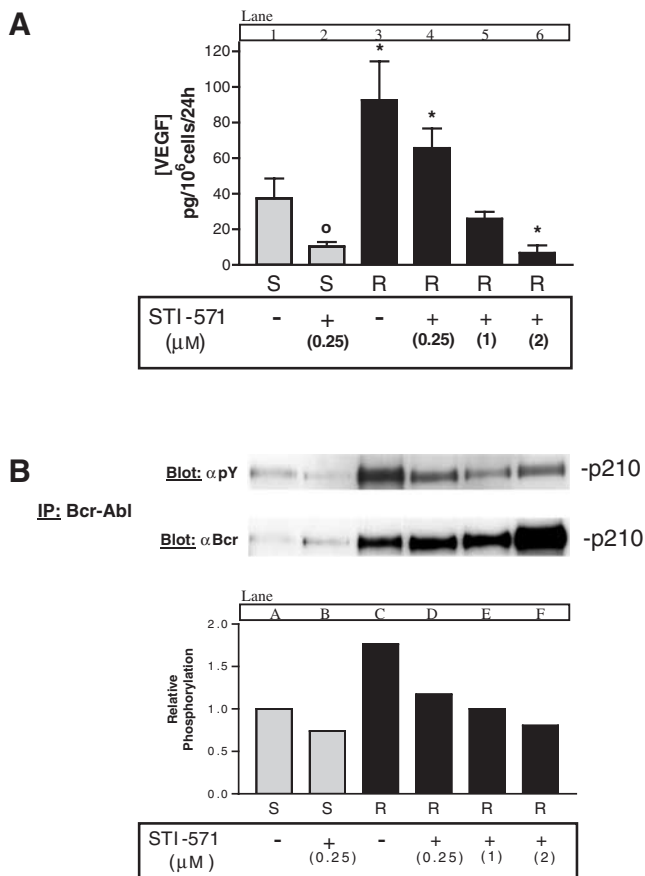 A
Lane
1 2 3 4 5 6
[VEGF]
pg/10⁶cells/24h
120
100
80
60
40
20
0
o
*
*
*
S S R R R R
STI-571 - + - + + +
(μM) (0.25) (0.25) (1) (2)
B
Blot: αpY -p210
IP: Bcr-Abl
Blot: αBcr -p210
Lane
A B C D E F
Relative
Phosphorylation
2.0
1.5
1.0
0.5
0.0
S S R R R R
STI-571 - + - + + +
(μM) (0.25) (0.25) (1) (2)